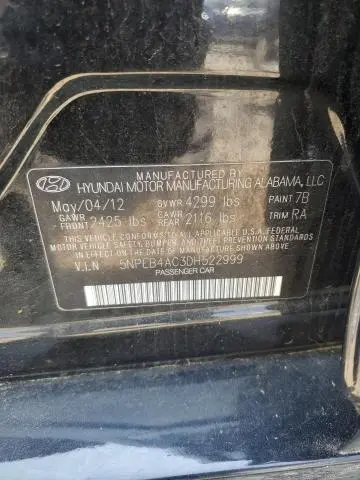 MANUFACTURED BY
HYUNDAI MOTOR MANUFACTURING ALABAMA, LLC
May/04/12 GVWR 4299 lbs PAINT 7B
GAWR FRONT 2425 lbs GAWR REAR 2116 lbs TRIM RA
THIS VEHICLE CONFORMS TO ALL APPLICABLE U.S.A. FEDERAL
MOTOR VEHICLE SAFETY, BUMPER, AND THEFT PREVENTION STANDARDS
IN EFFECT ON THE DATE OF MANUFACTURE SHOWN ABOVE.
V.I.N 5NPEB4AC3DH522999
PASSENGER CAR